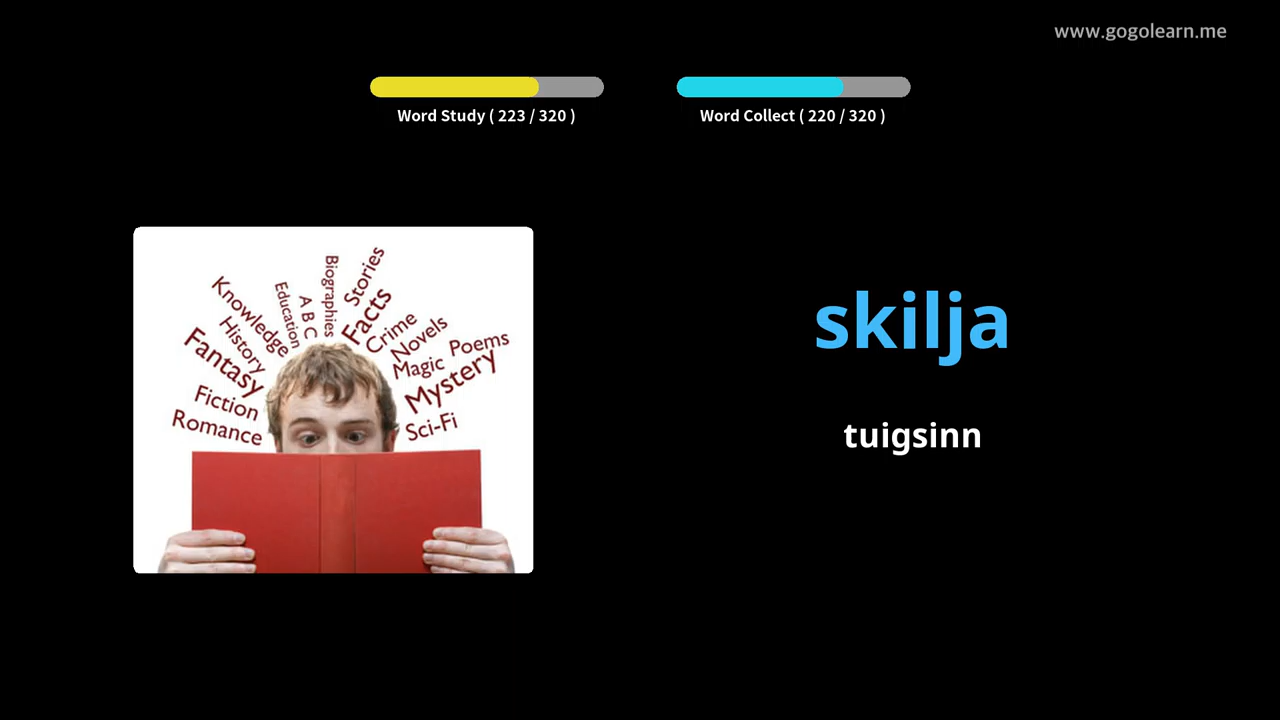 www.gogolearn.me
Word Study ( 223 / 320 )
Word Collect ( 220 / 320 )
Biographies
Stories
Education
A B C
Facts
Knowledge
Crime
History
Novels
Fantasy
Magic
Poems
Mystery
Fiction
Romance
Sci-Fi
skilja
tuigsinn